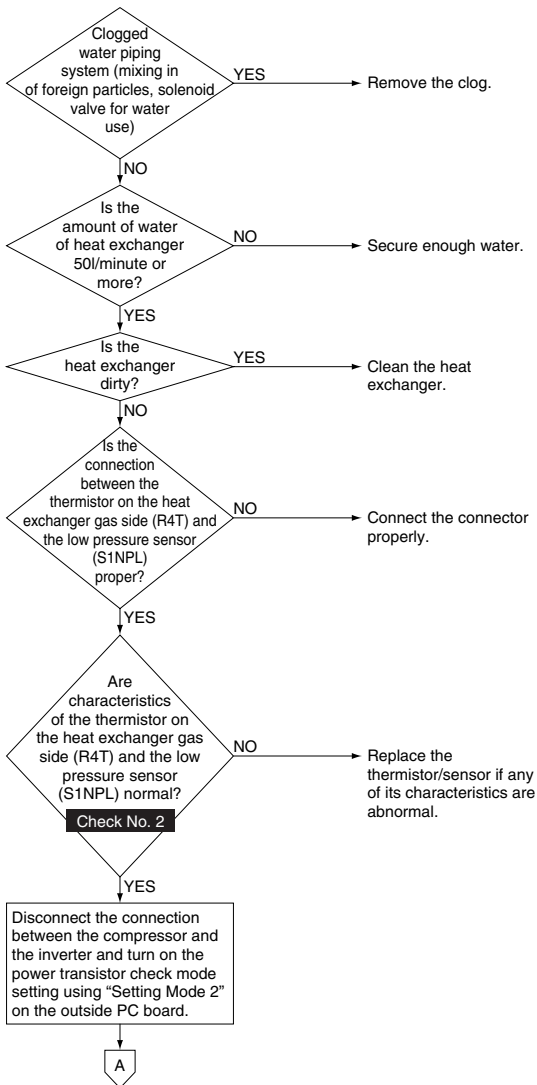 Clogged
water piping
system (mixing in
of foreign particles, solenoid
valve for water
use)
YES
Remove the clog.
NO
Is the
amount of water
of heat exchanger
50l/minute or
more?
NO
Secure enough water.
YES
Is the
heat exchanger
dirty?
YES
Clean the heat
exchanger.
NO
Is the
connection
between the
thermistor on the heat
exchanger gas side (R4T) and
the low pressure sensor
(S1NPL)
proper?
NO
Connect the connector
properly.
YES
Are
characteristics
of the thermistor on
the heat exchanger gas
side (R4T) and the low
pressure sensor
(S1NPL) normal?
Check No. 2
NO
Replace the
thermistor/sensor if any
of its characteristics are
abnormal.
YES
Disconnect the connection
between the compressor and
the inverter and turn on the
power transistor check mode
setting using “Setting Mode 2”
on the outside PC board.
A